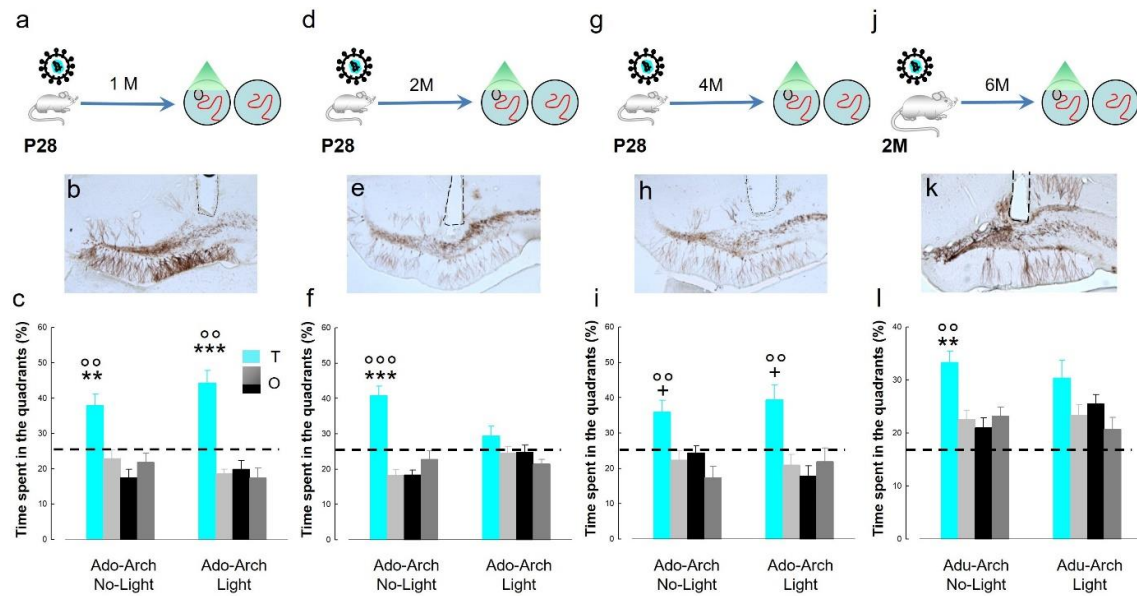 a
d
g
j
1 M
2M
4M
6M
P28
P28
P28
2M
b
e
h
k
c
f
i
l
Time spent in the quadrants (%)
60
50
40
30
20
10
0
°° 
**
°°
***
T
O
Ado-Arch No-Light
Ado-Arch Light
Time spent in the quadrants (%)
60
50
40
30
20
10
0
°°°
***
Ado-Arch No-Light
Ado-Arch Light
Time spent in the quadrants (%)
60
50
40
30
20
10
0
°°
+
°°
+
Ado-Arch No-Light
Ado-Arch Light
Time spent in the quadrants (%)
40
30
20
10
0
°°
**
Adu-Arch No-Light
Adu-Arch Light